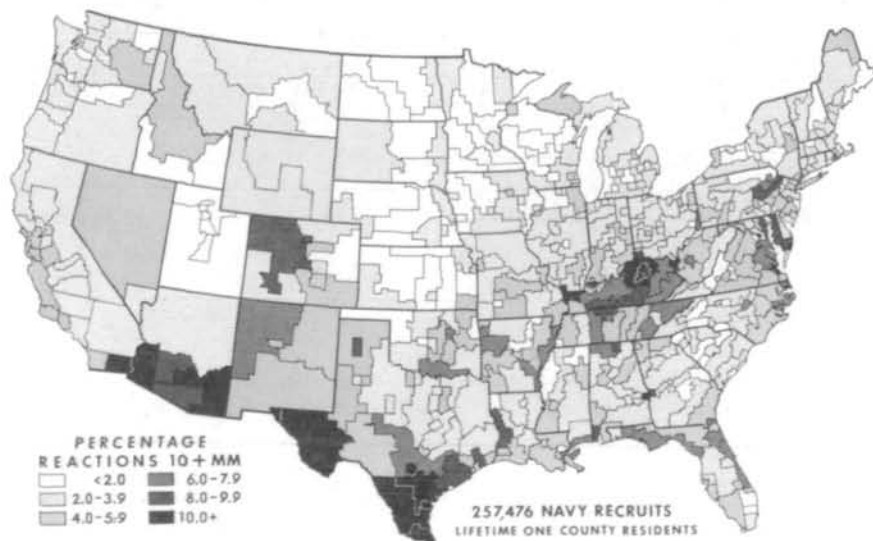 PERCENTAGE
REACTIONS 10+MM
<2.0
2.0-3.9
4.0-5.9
6.0-7.9
8.0-9.9
10.0+
257,476 NAVY RECRUITS
LIFETIME ONE COUNTY RESIDENTS